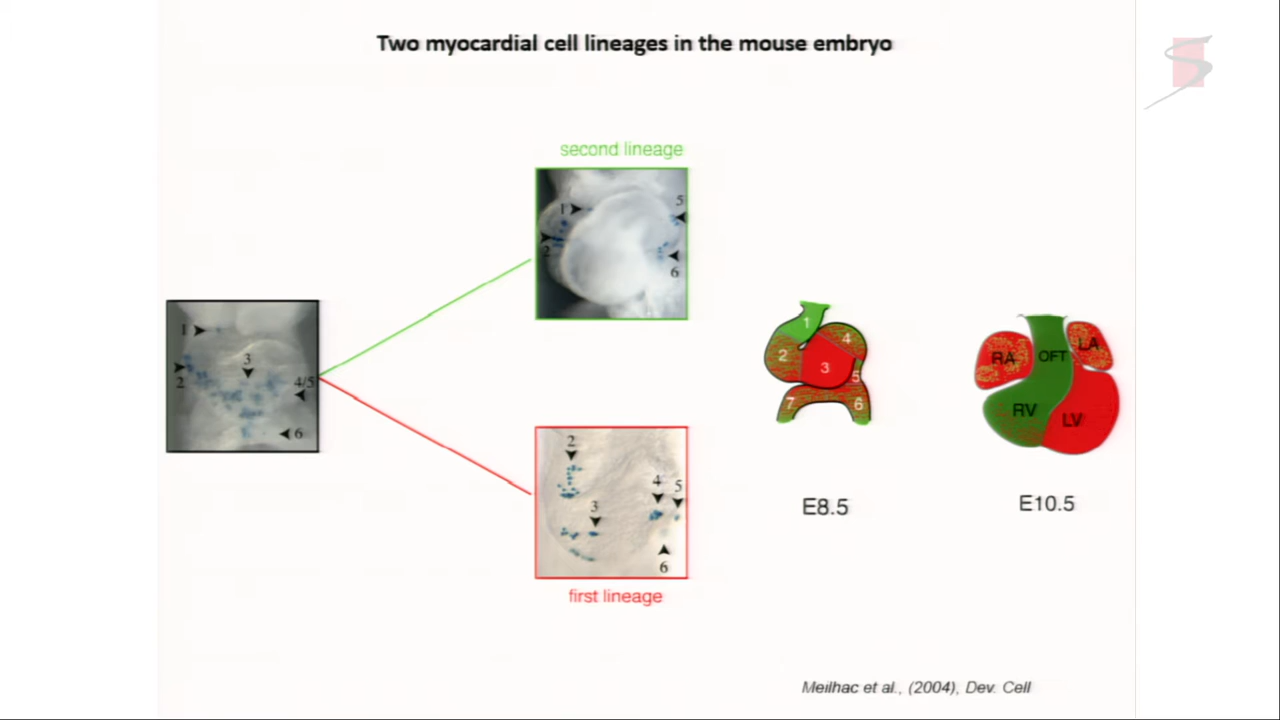 Two myocardial cell lineages in the mouse embryo
second lineage
1
5
2
6
1
3
2
4/5
6
2
4
5
3
6
first lineage
1
4
2
3
5
7
6
E8.5
RA
OFT
LA
RV
LV
E10.5
Meilhac et al., (2004), Dev. Cell